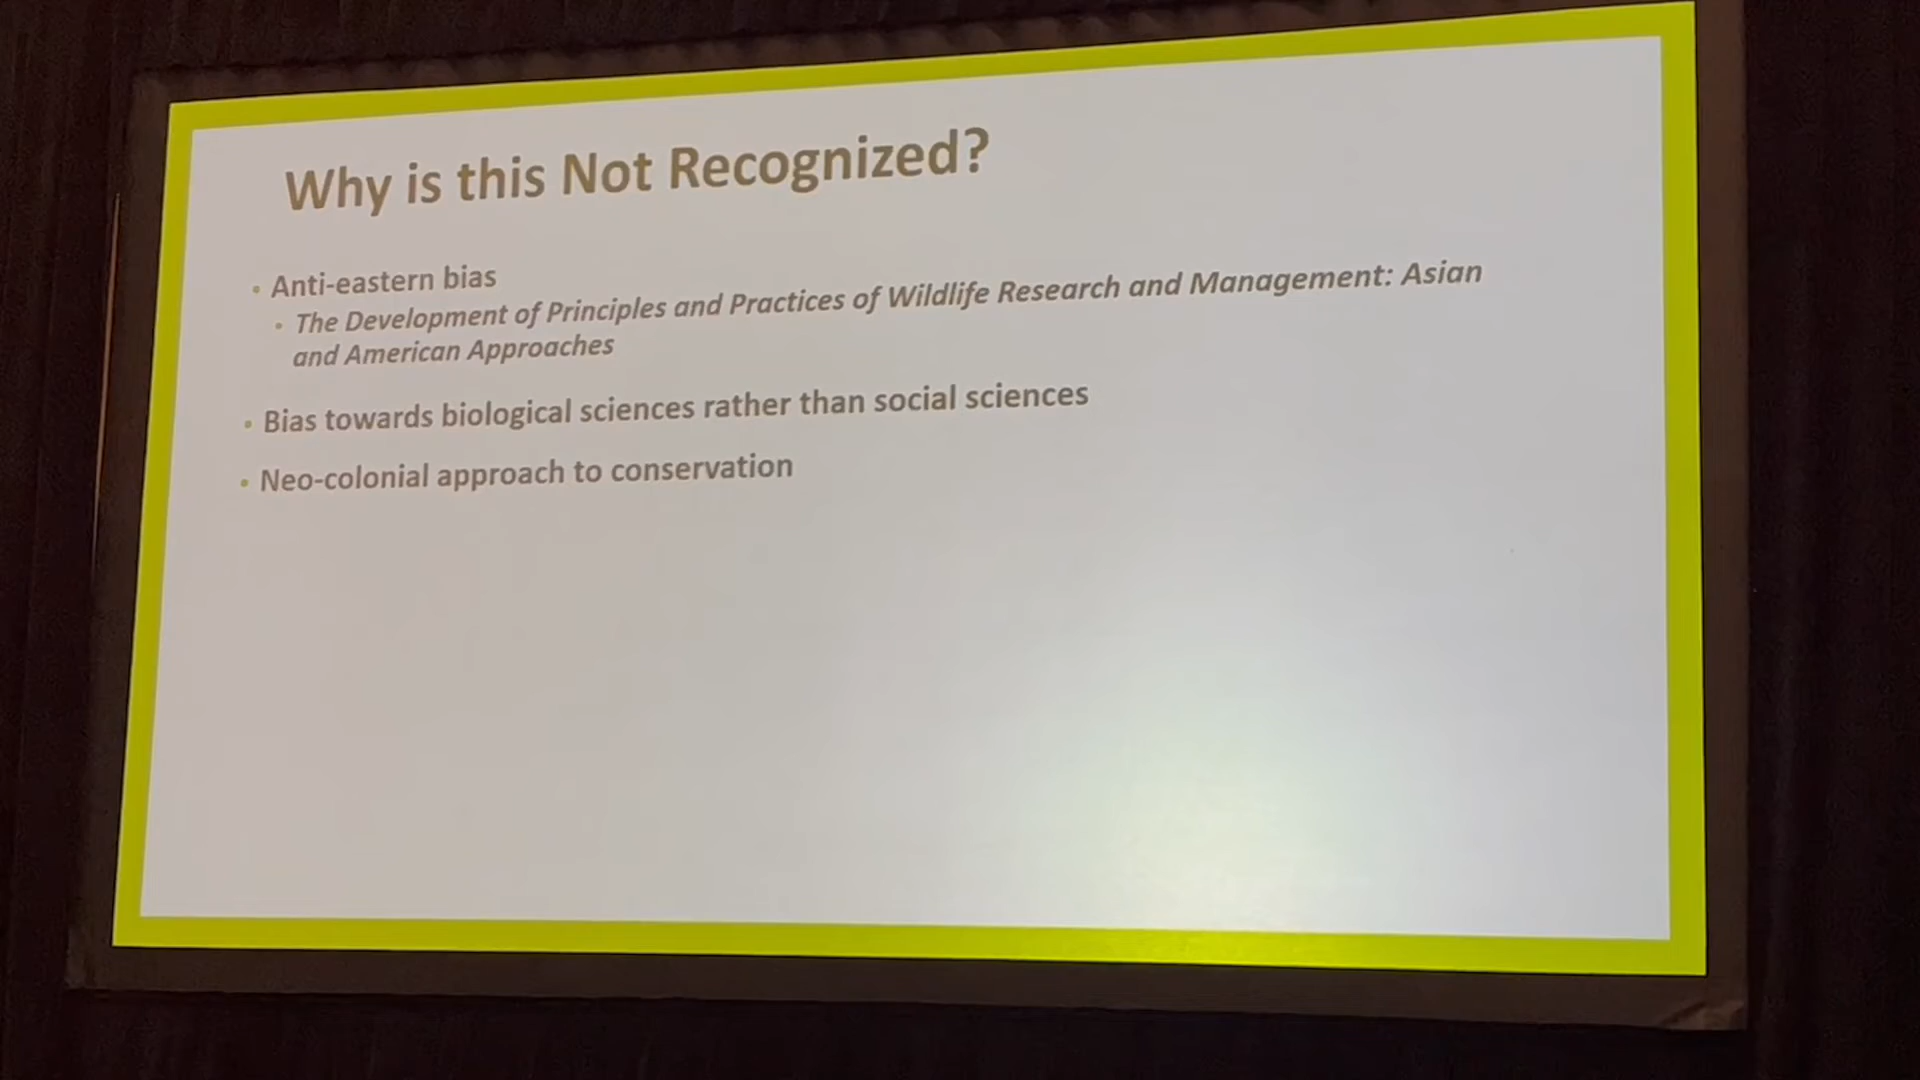 Why is this Not Recognized?
• Anti-eastern bias
• The Development of Principles and Practices of Wildlife Research and Management: Asian
and American Approaches
• Bias towards biological sciences rather than social sciences
• Neo-colonial approach to conservation